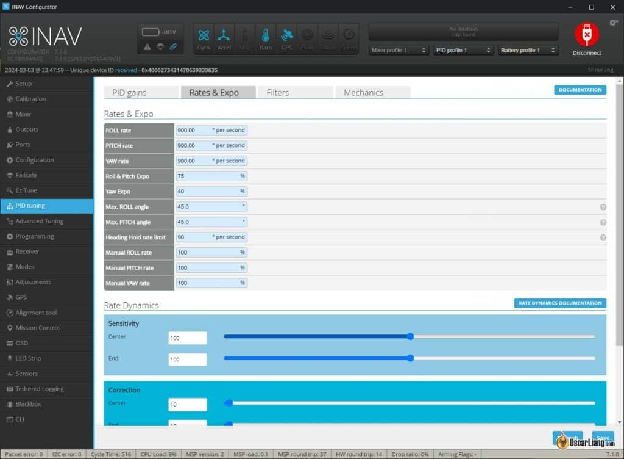 INAV Configurator
INAV
Gyro Accel Baro GPS
Mixer profile 1 PID profile 1 Battery profile 1
Disconnect
2024-03-03 @ 23:47:59 -- Unique device ID received
Setup
Calibration
Mixer
Outputs
Ports
Configuration
Failsafe
Ez Tune
PID tuning
Advanced Tuning
Programming
Receiver
Modes
Adjustments
GPS
Alignment tool
Mission Control
OSD
LED Strip
Sensors
Tethered Logging
Blackbox
CLI
PID gains Rates & Expo Filters Mechanics
DOCUMENTATION
Rates & Expo
ROLL rate 900.00 ° per second
PITCH rate 900.00 ° per second
YAW rate ° per second
Roll & Pitch Expo 75 %
Yaw Expo 40 %
Max. ROLL angle 45.0 °
Max. PITCH angle 45.0 °
Heading Hold rate limit 90 ° per second
Manual ROLL rate 100 %
Manual PITCH rate 100 %
Manual YAW rate 100 %
Rate Dynamics
RATE DYNAMICS DOCUMENTATION
Sensitivity
Center 100
End 100
Correction
Center 10
OscarLiang.com
Packet error: 0 I2C error: 0 Cycle Time: 516 CPU Load: 8% MSP version: 2 MSP load: 0.1 MSP round trip: 37 HW round trip: 14 Drop ratio: 0% Arming Flags: - 7.1.0